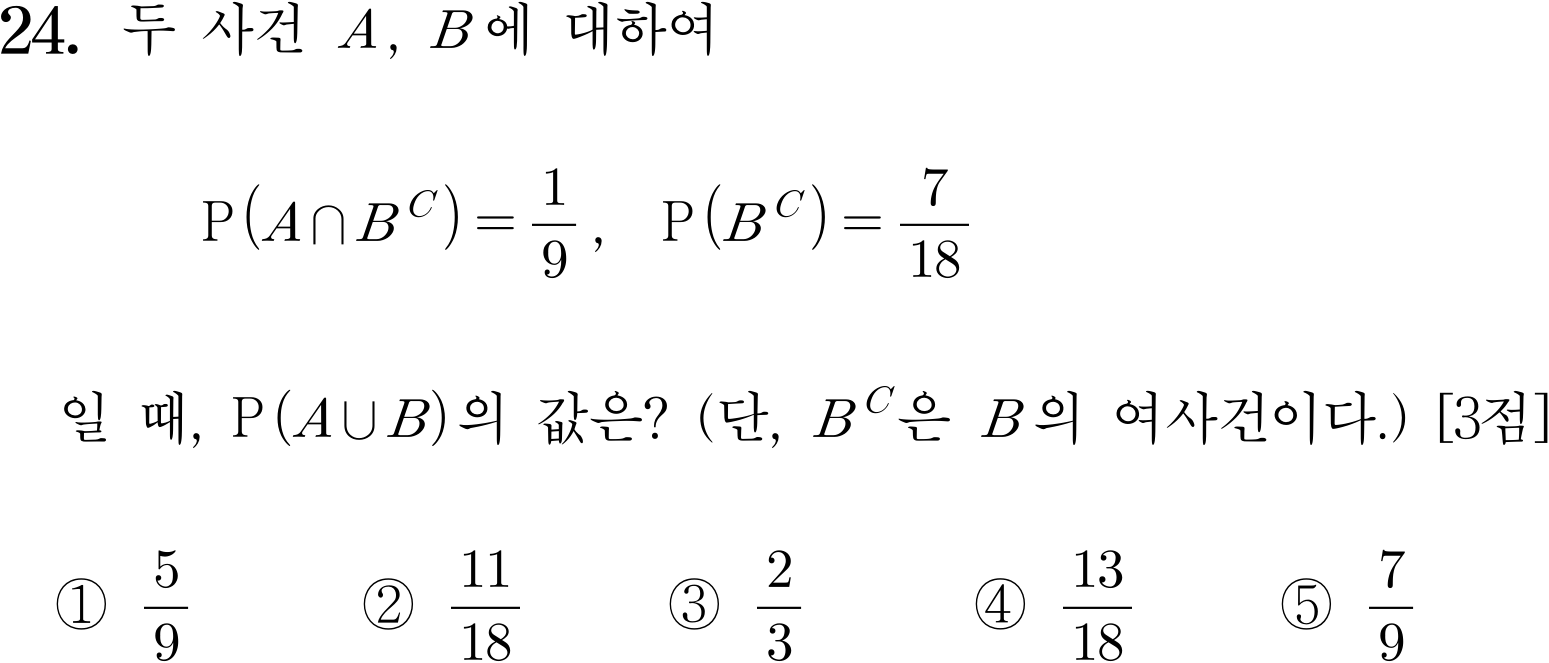 24. 두 사건 A, B에 대하여
P(A∩B^C)=1/9, P(B^C)=7/18
일 때, P(A∪B)의 값은? (단, B^C은 B의 여사건이다.) [3점]
① 5/9 ② 11/18 ③ 2/3 ④ 13/18 ⑤ 7/9